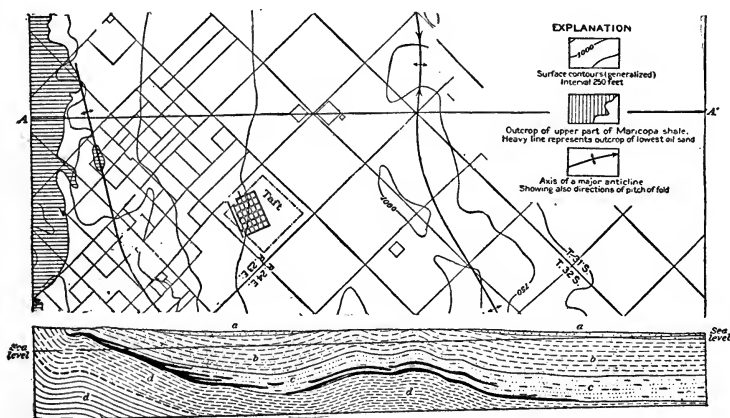 EXPLANATION
1000
Surface contours (generalized)
Interval 250 feet
Outcrop of upper part of Maricopa shale.
Heavy line represents outcrop of lowest oil sand
Axis of a major anticline
Showing also directions of pitch of fold
A
A'
Taft
R.23 E.
R.24 E.
T. 31 S.
T. 32 S.
a
a
Sea
level
Sea
level
b
b
c
c
d
d
d